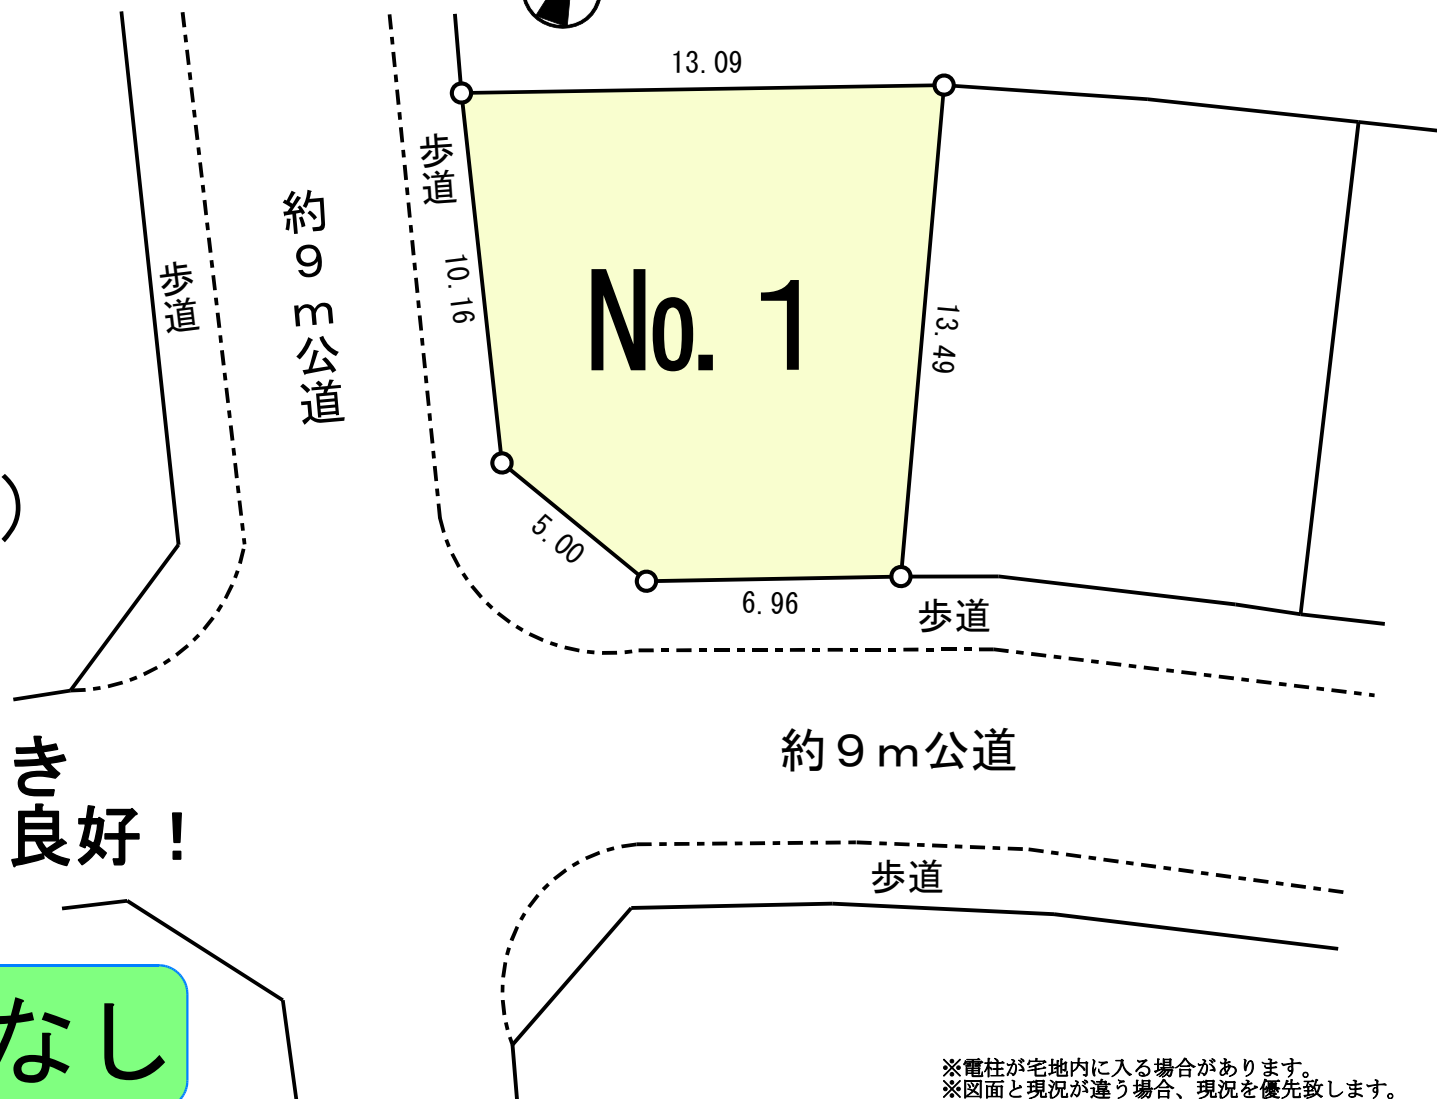 13.09
歩道
約９ｍ公道
10.16
No. 1
歩道
13.49
5.00
6.96
歩道
約９ｍ公道
き
良好！
歩道
なし
※電柱が宅地内に入る場合があります。
※図面と現況が違う場合、現況を優先致します。